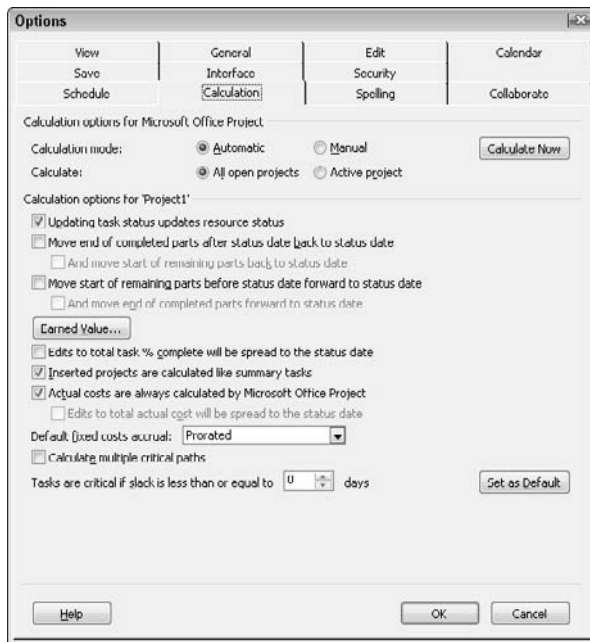 Options
View General Edit Calendar
Save Interface Security
Schedule Calculation Spelling Collaborate
Calculation options for Microsoft Office Project
Calculation mode: Automatic Manual Calculate Now
Calculate: All open projects Active project
Calculation options for 'Project1'
Updating task status updates resource status
Move end of completed parts after status date back to status date
And move start of remaining parts back to status date
Move start of remaining parts before status date forward to status date
And move end of completed parts forward to status date
Earned Value...
Edits to total task % complete will be spread to the status date
Inserted projects are calculated like summary tasks
Actual costs are always calculated by Microsoft Office Project
Edits to total actual cost will be spread to the status date
Default fixed costs accrual: Prorated
Calculate multiple critical paths
Tasks are critical if slack is less than or equal to 0 days Set as Default
Help OK Cancel